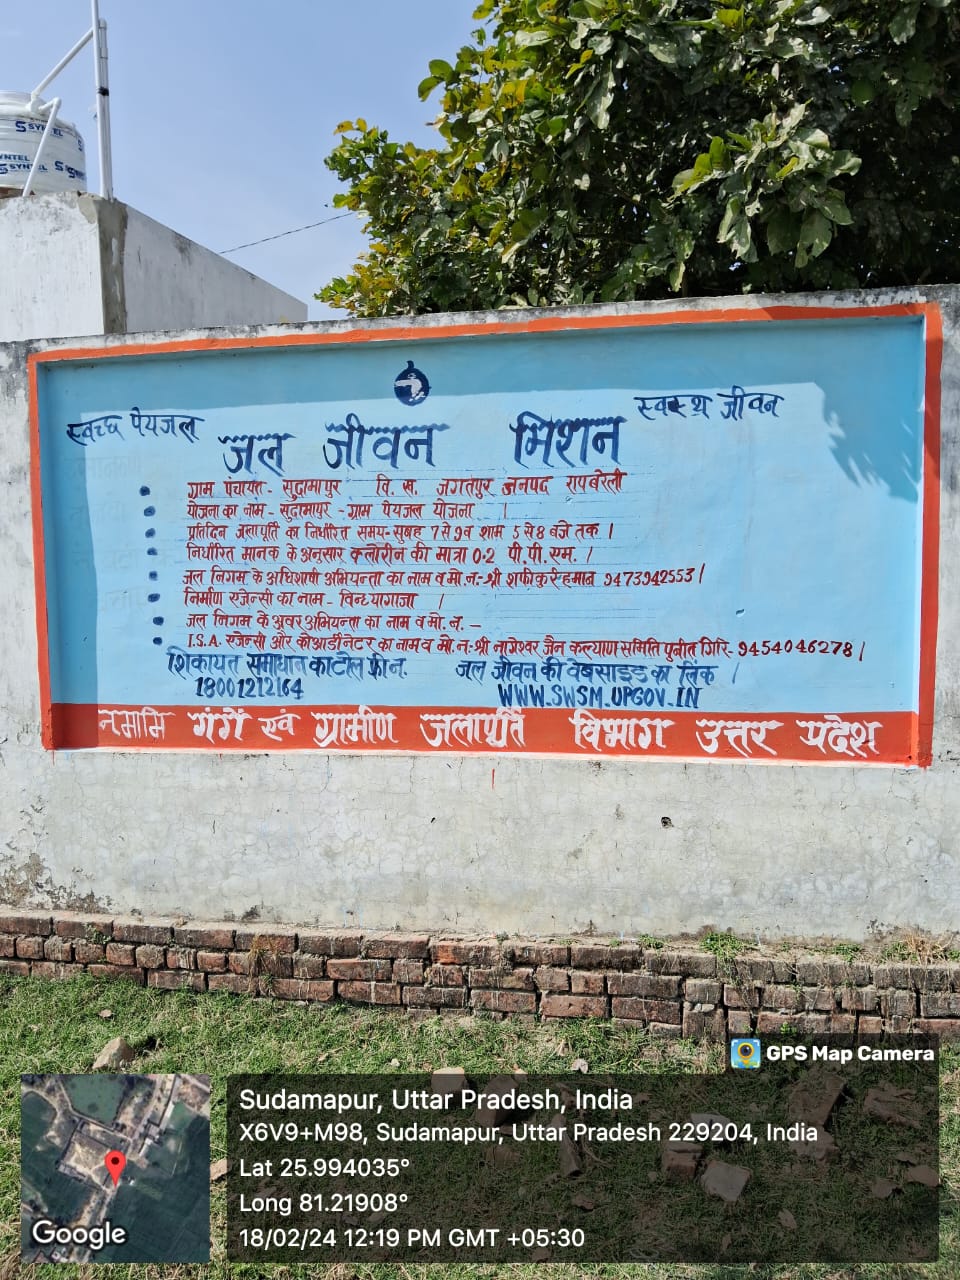 SYNTEL
SYNTEL
SYNTEL
स्वच्छ पेयजल
स्वस्थ जीवन
जल जीवन मिशन
ग्राम पंचायत - सुदामापुर वि. स. जगतपुर जनपद रायबरेली
योजना का नाम - सुदामापुर - ग्राम पेयजल योजना ।
प्रतिदिन जलापूर्ति का निर्धारित समय - सुबह 7 से 9 व शाम 5 से 8 बजे तक ।
निर्धारित मानक के अनुसार क्लोरीन की मात्रा 0.2 पी. पी. एम. ।
जल निगम के अधिशाषी अभियन्ता का नाम व मो. न:- श्री शफीकुर्रहमान 9473942553 ।
निर्माण एजेन्सी का नाम - विन्ध्यागाजा ।
जल निगम के अवर अभियन्ता का नाम व मो. न. -
I.S.A. एजेन्सी और कोआर्डीनेटर का नाम व मो. न:- श्री नागेश्वर जैन कल्याण समिति पुनीत गिरि - 9454046278 ।
शिकायत समाधान का टोल फ्री न. जल जीवन की वेबसाइड का लिंक ।
18001212164 WWW.SWSM.UPGOV.IN
नमामि गंगे एवं ग्रामीण जलापूर्ति विभाग उत्तर प्रदेश
GPS Map Camera
Sudamapur, Uttar Pradesh, India
X6V9+M98, Sudamapur, Uttar Pradesh 229204, India
Lat 25.994035°
Long 81.21908°
18/02/24 12:19 PM GMT +05:30
Google